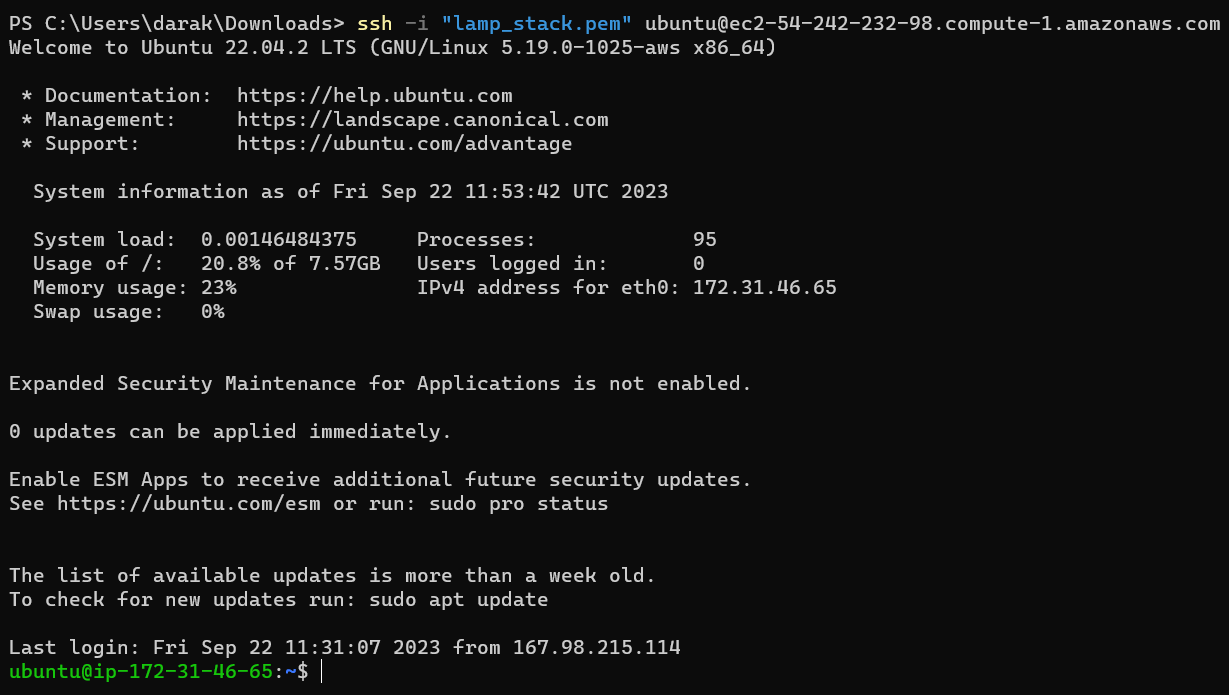 PS C:\Users\darak\Downloads> ssh -i "lamp_stack.pem" ubuntu@ec2-54-242-232-98.compute-1.amazonaws.com
Welcome to Ubuntu 22.04.2 LTS (GNU/Linux 5.19.0-1025-aws x86_64)

 * Documentation:  https://help.ubuntu.com
 * Management:     https://landscape.canonical.com
 * Support:        https://ubuntu.com/advantage

  System information as of Fri Sep 22 11:53:42 UTC 2023

  System load:  0.00146484375     Processes:             95
  Usage of /:   20.8% of 7.57GB   Users logged in:       0
  Memory usage: 23%               IPv4 address for eth0: 172.31.46.65
  Swap usage:   0%


Expanded Security Maintenance for Applications is not enabled.

0 updates can be applied immediately.

Enable ESM Apps to receive additional future security updates.
See https://ubuntu.com/esm or run: sudo pro status


The list of available updates is more than a week old.
To check for new updates run: sudo apt update

Last login: Fri Sep 22 11:31:07 2023 from 167.98.215.114
ubuntu@ip-172-31-46-65:~$